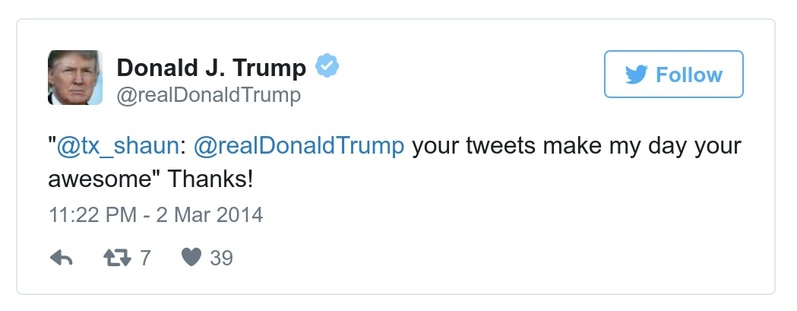 Donald J. Trump
@realDonaldTrump
Follow
"@tx_shaun: @realDonaldTrump your tweets make my day your
awesome" Thanks!
11:22 PM - 2 Mar 2014
7 39